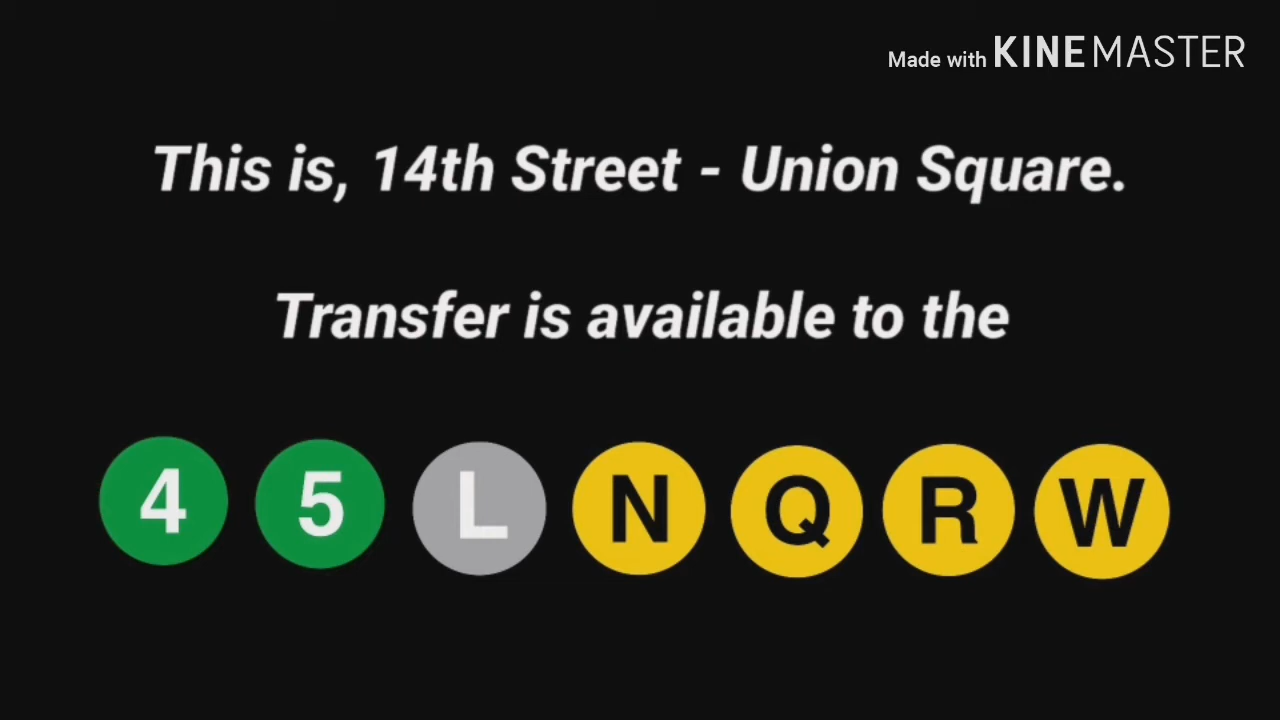 Made with KINEMASTER
This is, 14th Street - Union Square.
Transfer is available to the
4 5 L N Q R W